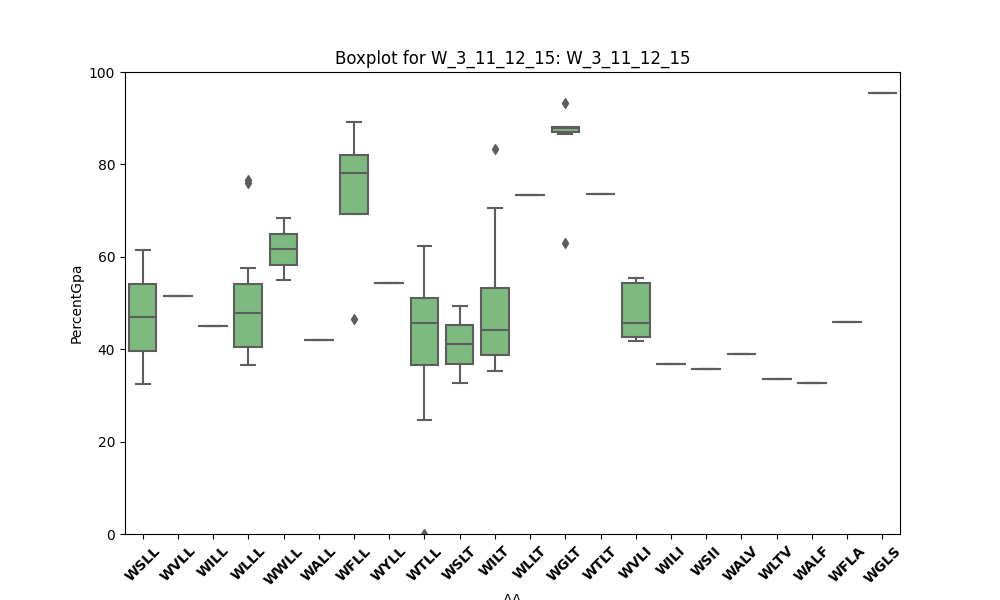 Boxplot for W_3_11_12_15: W_3_11_12_15
100
80
60
40
20
0
PercentGpa
WSLL WVLL WILL WLLL WWLL WALL WFLL WYLL WTLL WSLT WILT WLLT WGLT WTLT WVLI WILI WSII WALV WLTV WALF WFLA WGLS
AA